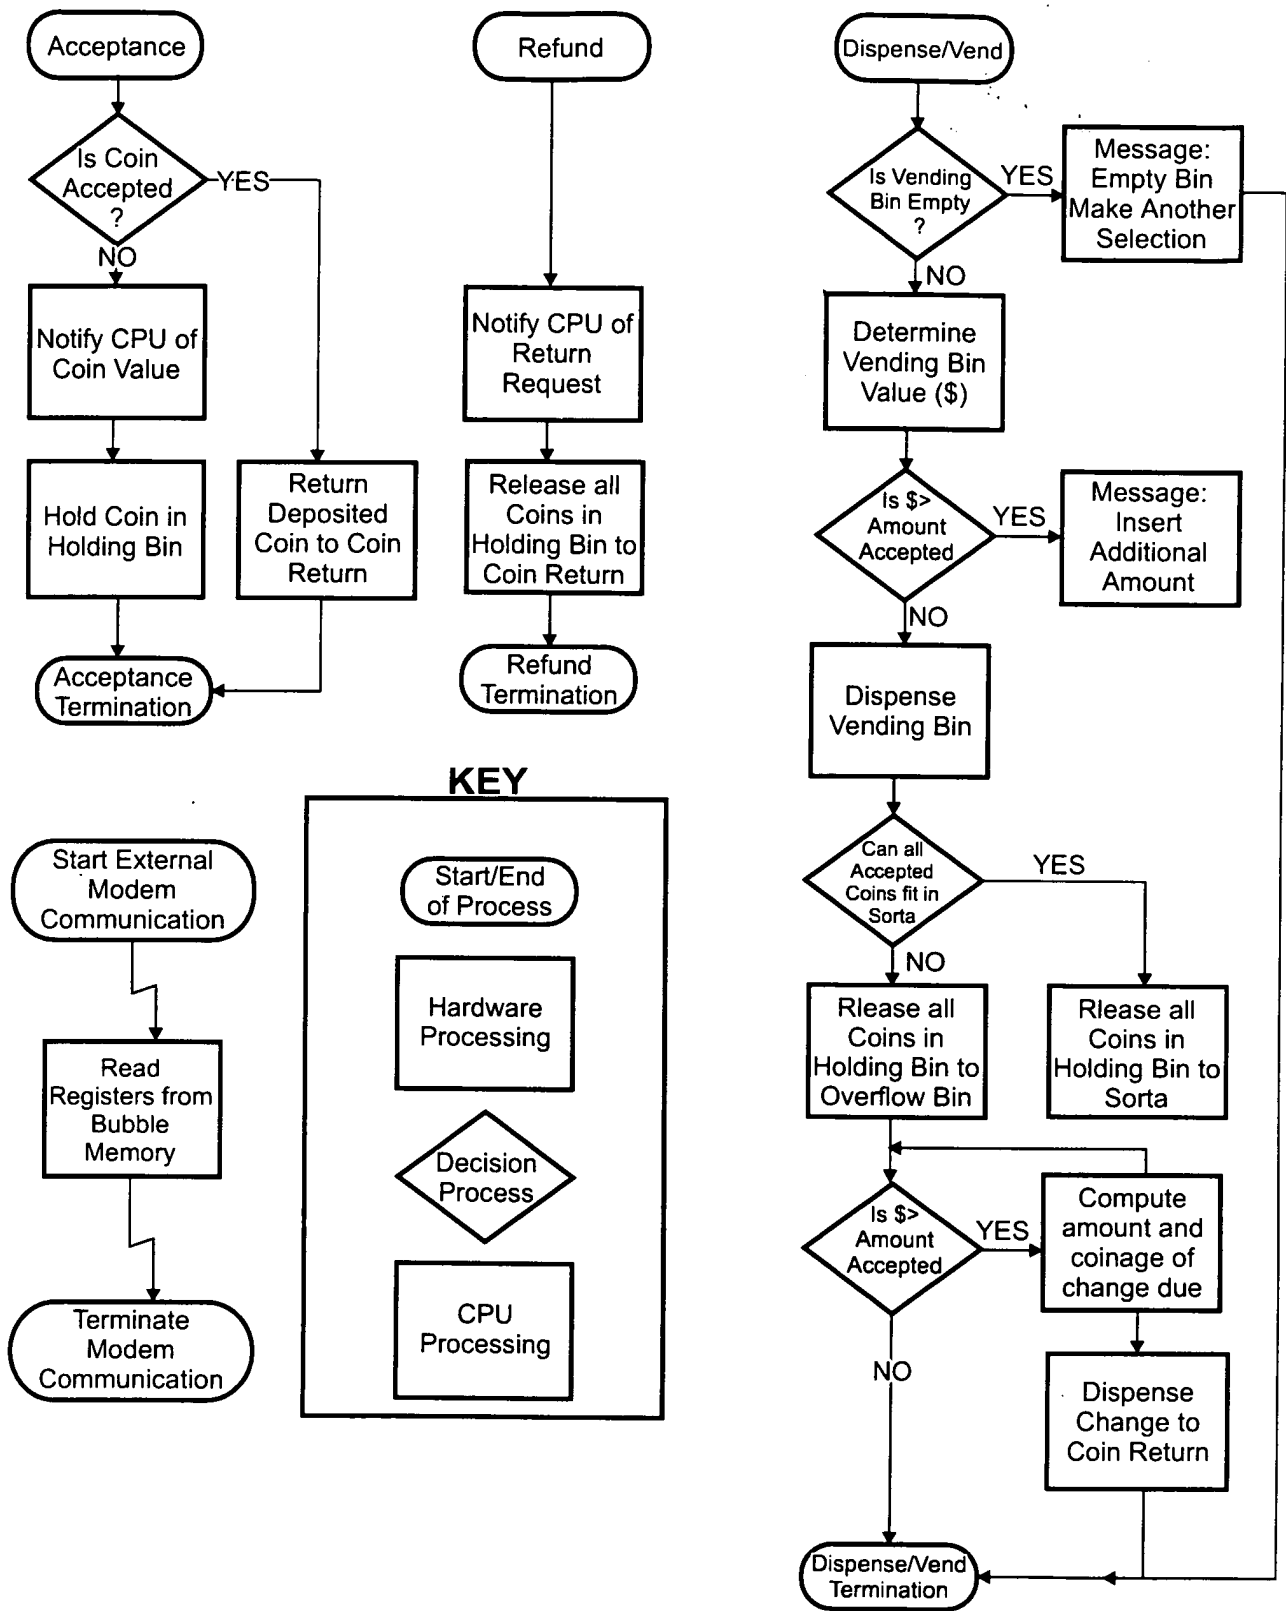 Acceptance
Is Coin
Accepted
?
YES
NO
Notify CPU of
Coin Value
Hold Coin in
Holding Bin
Return
Deposited
Coin to Coin
Return
Acceptance
Termination
Refund
Notify CPU of
Return
Request
Release all
Coins in
Holding Bin to
Coin Return
Refund
Termination
Dispense/Vend
Is Vending
Bin Empty
?
YES
Message:
Empty Bin
Make Another
Selection
NO
Determine
Vending Bin
Value ($)
Is $>
Amount
Accepted
YES
Message:
Insert
Additional
Amount
NO
Dispense
Vending Bin
Can all
Accepted
Coins fit in
Sorta
YES
NO
Rlease all
Coins in
Holding Bin to
Overflow Bin
Rlease all
Coins in
Holding Bin to
Sorta
Is $>
Amount
Accepted
YES
Compute
amount and
coinage of
change due
NO
Dispense
Change to
Coin Return
Dispense/Vend
Termination
Start External
Modem
Communication
Read
Registers from
Bubble
Memory
Terminate
Modem
Communication
KEY
Start/End
of Process
Hardware
Processing
Decision
Process
CPU
Processing